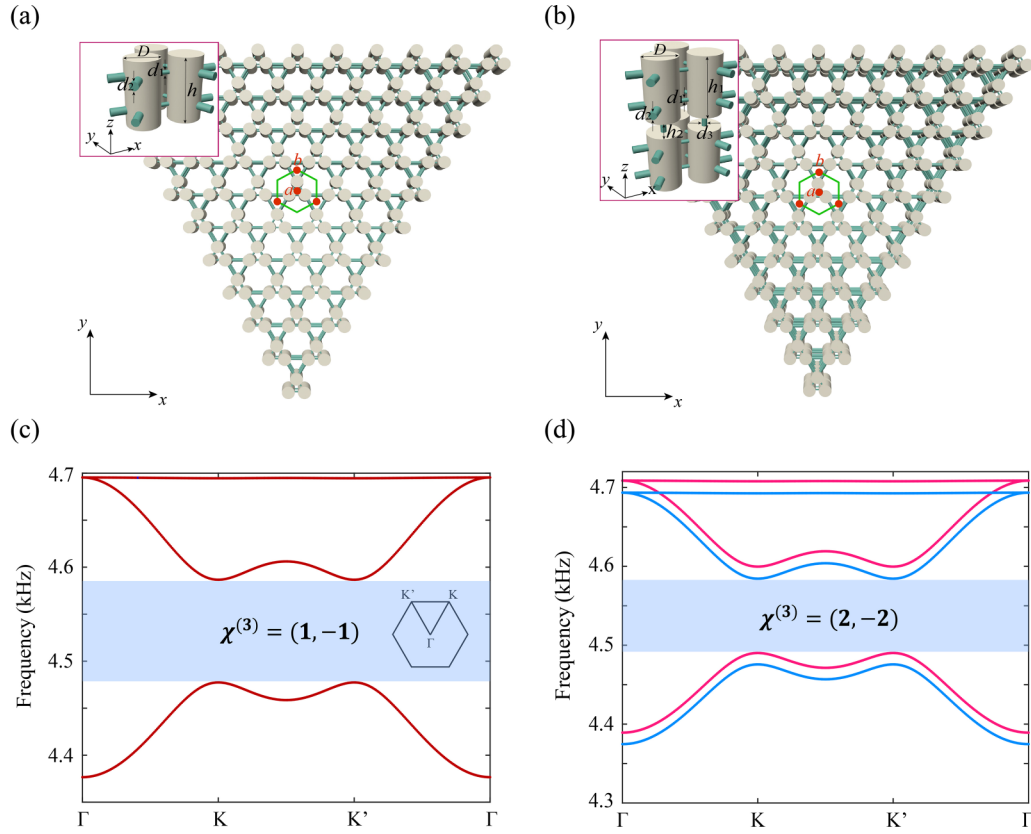 (a)
(b)
D
d₁
d₂
h
y
z
x
b
a
y
x
D
d₁
h₁
d₂
h₂
d₃
y
z
x
b
a
y
x
(c)
(d)
Frequency (kHz)
4.7
4.6
4.5
4.4
χ⁽³⁾ = (1, −1)
K'
K
Γ
Γ
K
K'
Γ
Frequency (kHz)
4.7
4.6
4.5
4.4
4.3
χ⁽³⁾ = (2, −2)
Γ
K
K'
Γ